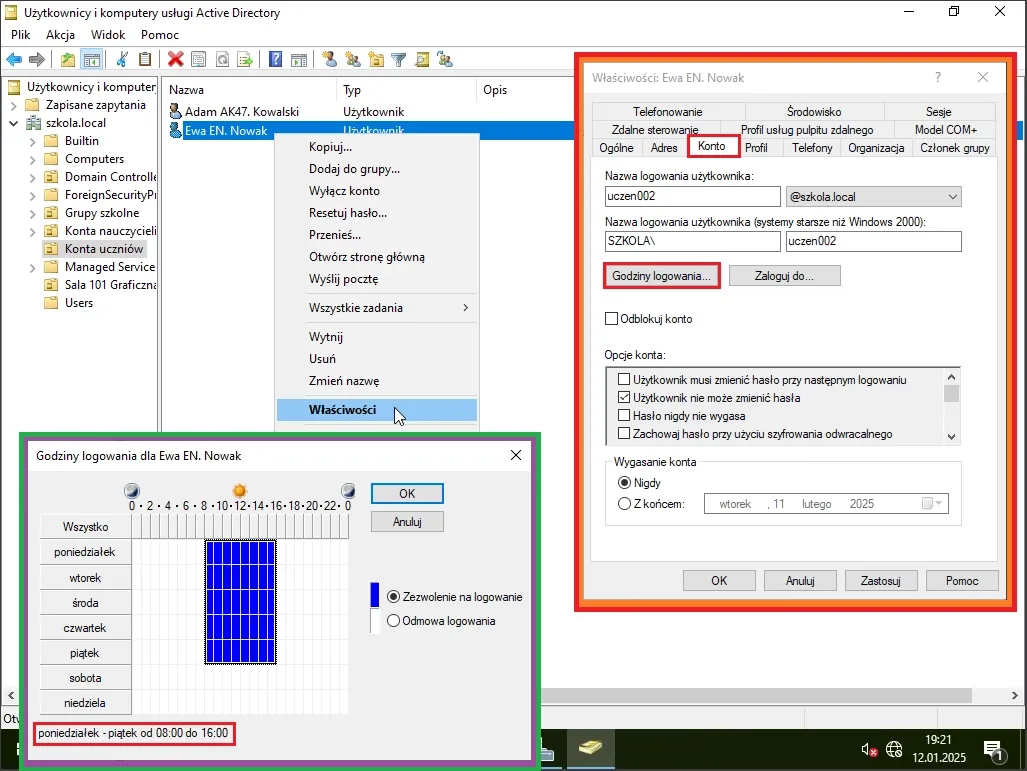 Użytkownicy i komputery usługi Active Directory
Plik Akcja Widok Pomoc
Użytkownicy i komputery
Zapisane zapytania
szkola.local
Builtin
Computers
Domain Controlle
ForeignSecurityPr
Grupy szkolne
Konta nauczycieli
Konta uczniów
Managed Service
Sala 101 Graficzna
Users
Nazwa Typ Opis
Adam AK47. Kowalski Użytkownik
Ewa EN. Nowak Użytkownik
Kopiuj...
Dodaj do grupy...
Wyłącz konto
Resetuj hasło...
Przenieś...
Otwórz stronę główną
Wyślij pocztę
Wszystkie zadania
Wytnij
Usuń
Zmień nazwę
Właściwości
Właściwości: Ewa EN. Nowak ?
Telefonowanie Środowisko Sesje
Zdalne sterowanie Profil usług pulpitu zdalnego Model COM+
Ogólne Adres Konto Profil Telefony Organizacja Członek grupy
Nazwa logowania użytkownika:
uczen002 @szkola.local
Nazwa logowania użytkownika (systemy starsze niż Windows 2000):
SZKOLA\ uczen002
Godziny logowania... Zaloguj do...
Odblokuj konto
Opcje konta:
Użytkownik musi zmienić hasło przy następnym logowaniu
Użytkownik nie może zmienić hasła
Hasło nigdy nie wygasa
Zachowaj hasło przy użyciu szyfrowania odwracalnego
Wygasanie konta
Nigdy
Z końcem: wtorek , 11 lutego 2025
OK Anuluj Zastosuj Pomoc
Godziny logowania dla Ewa EN. Nowak
0 · 2 · 4 · 6 · 8 · 10 · 12 · 14 · 16 · 18 · 20 · 22 · 0
OK
Anuluj
Wszystko
poniedziałek
wtorek
środa
czwartek
piątek
sobota
niedziela
Zezwolenie na logowanie
Odmowa logowania
poniedziałek - piątek od 08:00 do 16:00
Otw
19:21
12.01.2025
1